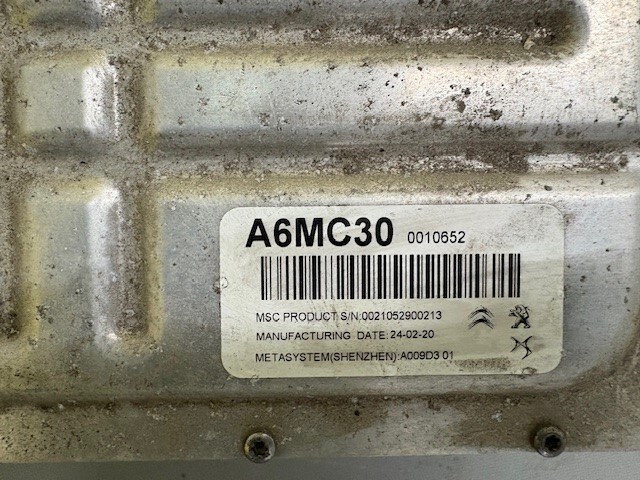 A6MC30 0010652
MSC PRODUCT S/N:0021052900213
MANUFACTURING DATE:24-02-20
METASYSTEM(SHENZHEN):A009D3 01